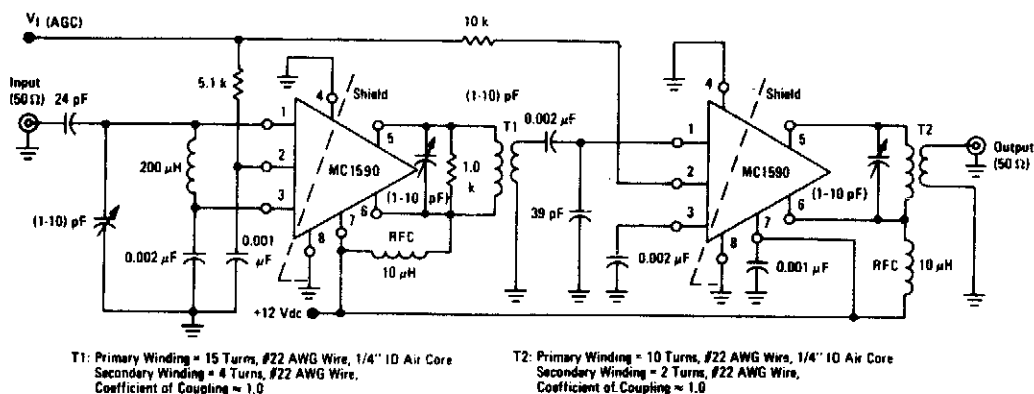 V₁ (AGC)
10 k
5.1 k
Input
(50 Ω)
24 pF
4
Shield
1
2
3
5
6
7
8
MC1590
200 µH
(1-10) pF
0.002 µF
0.001
µF
(1-10 pF)
1.0
k
RFC
10 µH
+12 Vdc
(1-10) pF
T1
0.002 µF
39 pF
4
Shield
1
2
3
5
6
7
8
MC1590
0.002 µF
0.001 µF
(1-10 pF)
T2
Output
(50 Ω)
RFC
10 µH
T1: Primary Winding = 15 Turns, #22 AWG Wire, 1/4" ID Air Core
Secondary Winding = 4 Turns, #22 AWG Wire,
Coefficient of Coupling ≈ 1.0
T2: Primary Winding = 10 Turns, #22 AWG Wire, 1/4" ID Air Core
Secondary Winding = 2 Turns, #22 AWG Wire,
Coefficient of Coupling ≈ 1.0